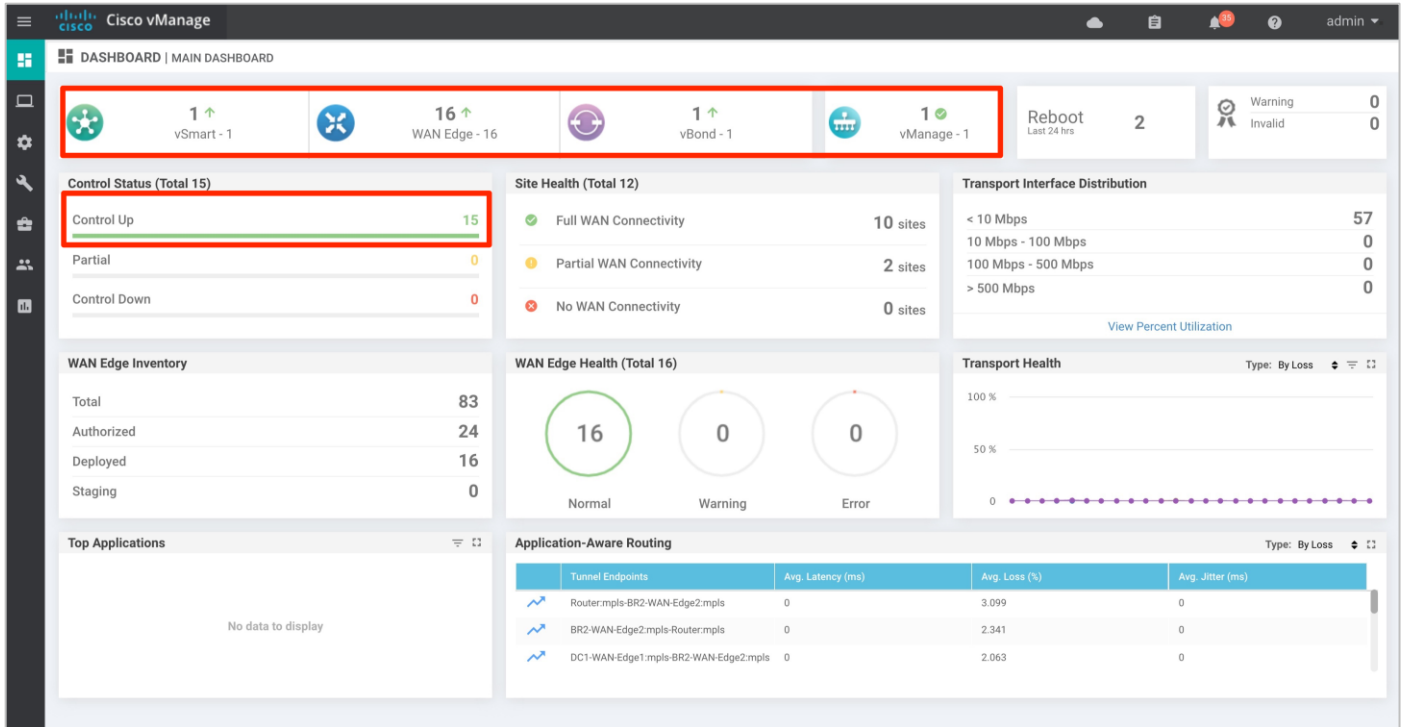 cisco Cisco vManage 35 admin
DASHBOARD | MAIN DASHBOARD
1
vSmart - 1
16
WAN Edge - 16
1
vBond - 1
1
vManage - 1
Reboot 2
Last 24 hrs
Warning 0
Invalid 0
Control Status (Total 15)
Control Up 15
Partial 0
Control Down 0
Site Health (Total 12)
Full WAN Connectivity 10 sites
Partial WAN Connectivity 2 sites
No WAN Connectivity 0 sites
Transport Interface Distribution
< 10 Mbps 57
10 Mbps - 100 Mbps 0
100 Mbps - 500 Mbps 0
> 500 Mbps 0
View Percent Utilization
WAN Edge Inventory
Total 83
Authorized 24
Deployed 16
Staging 0
WAN Edge Health (Total 16)
16 0 0
Normal Warning Error
Transport Health Type: By Loss
100 %
50 %
0
Top Applications
No data to display
Application-Aware Routing Type: By Loss
Tunnel Endpoints Avg. Latency (ms) Avg. Loss (%) Avg. Jitter (ms)
Router:mpls-BR2-WAN-Edge2:mpls 0 3.099 0
BR2-WAN-Edge2:mpls-Router:mpls 0 2.341 0
DC1-WAN-Edge1:mpls-BR2-WAN-Edge2:mpls 0 2.063 0